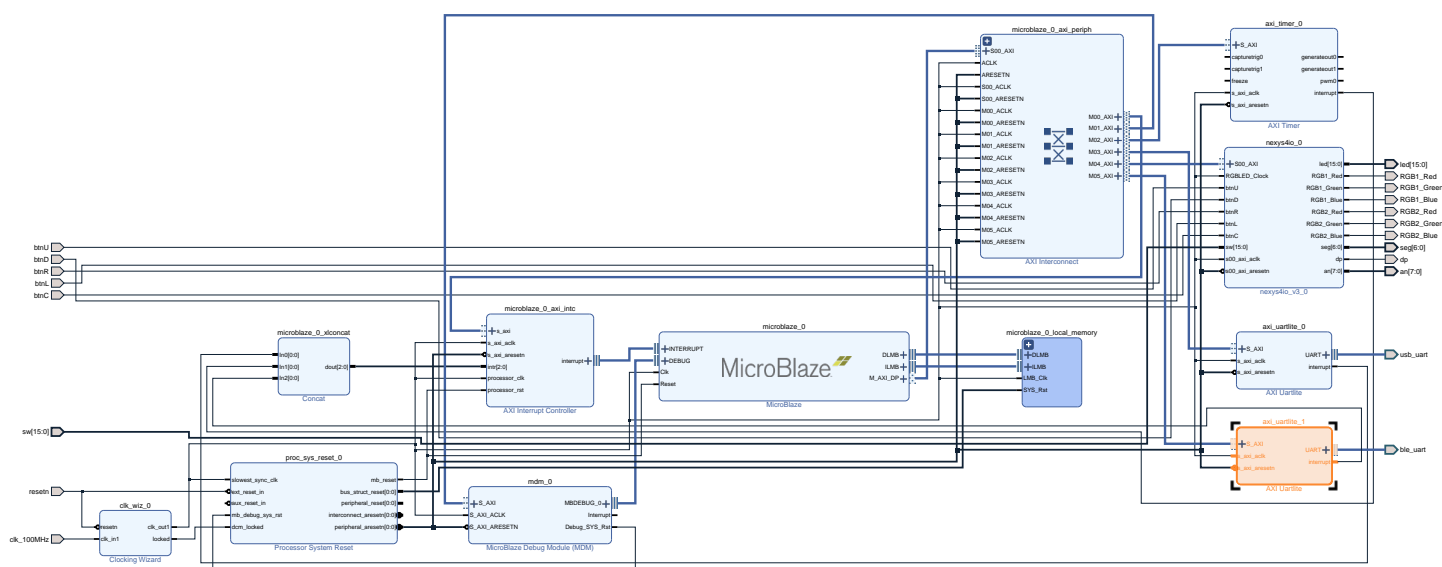 microblaze_0_axi_periph
S00_AXI
ACLK
ARESETN
S00_ACLK
S00_ARESETN
M00_ACLK
M00_ARESETN
M01_ACLK
M01_ARESETN
M02_ACLK
M02_ARESETN
M03_ACLK
M03_ARESETN
M04_ACLK
M04_ARESETN
M05_ACLK
M05_ARESETN
M00_AXI
M01_AXI
M02_AXI
M03_AXI
M04_AXI
M05_AXI
AXI Interconnect
axi_timer_0
S_AXI
capturetrig0
capturetrig1
freeze
s_axi_aclk
s_axi_aresetn
generateout0
generateout1
pwm0
interrupt
AXI Timer
nexys4io_0
S00_AXI
RGBLED_Clock
btnU
btnD
btnR
btnL
btnC
sw[15:0]
s00_axi_aclk
s00_axi_aresetn
led[15:0]
RGB1_Red
RGB1_Green
RGB1_Blue
RGB2_Red
RGB2_Green
RGB2_Blue
seg[6:0]
dp
an[7:0]
nexys4io_v3_0
led[15:0]
RGB1_Red
RGB1_Green
RGB1_Blue
RGB2_Red
RGB2_Green
RGB2_Blue
seg[6:0]
dp
an[7:0]
btnU
btnD
btnR
btnL
btnC
microblaze_0_xlconcat
In0[0:0]
In1[0:0]
In2[0:0]
dout[2:0]
Concat
microblaze_0_axi_intc
s_axi
s_axi_aclk
s_axi_aresetn
intr[2:0]
processor_clk
processor_rst
interrupt
AXI Interrupt Controller
microblaze_0
INTERRUPT
DEBUG
Clk
Reset
MicroBlaze
DLMB
ILMB
M_AXI_DP
MicroBlaze
microblaze_0_local_memory
DLMB
ILMB
LMB_Clk
SYS_Rst
axi_uartlite_0
S_AXI
s_axi_aclk
s_axi_aresetn
UART
interrupt
AXI Uartlite
usb_uart
axi_uartlite_1
S_AXI
s_axi_aclk
s_axi_aresetn
UART
interrupt
AXI Uartlite
ble_uart
sw[15:0]
resetn
clk_100MHz
clk_wiz_0
resetn
clk_in1
clk_out1
locked
Clocking Wizard
proc_sys_reset_0
slowest_sync_clk
ext_reset_in
aux_reset_in
mb_debug_sys_rst
dcm_locked
mb_reset
bus_struct_reset[0:0]
peripheral_reset[0:0]
interconnect_aresetn[0:0]
peripheral_aresetn[0:0]
Processor System Reset
mdm_0
S_AXI
S_AXI_ACLK
S_AXI_ARESETN
MBDEBUG_0
Interrupt
Debug_SYS_Rst
MicroBlaze Debug Module (MDM)